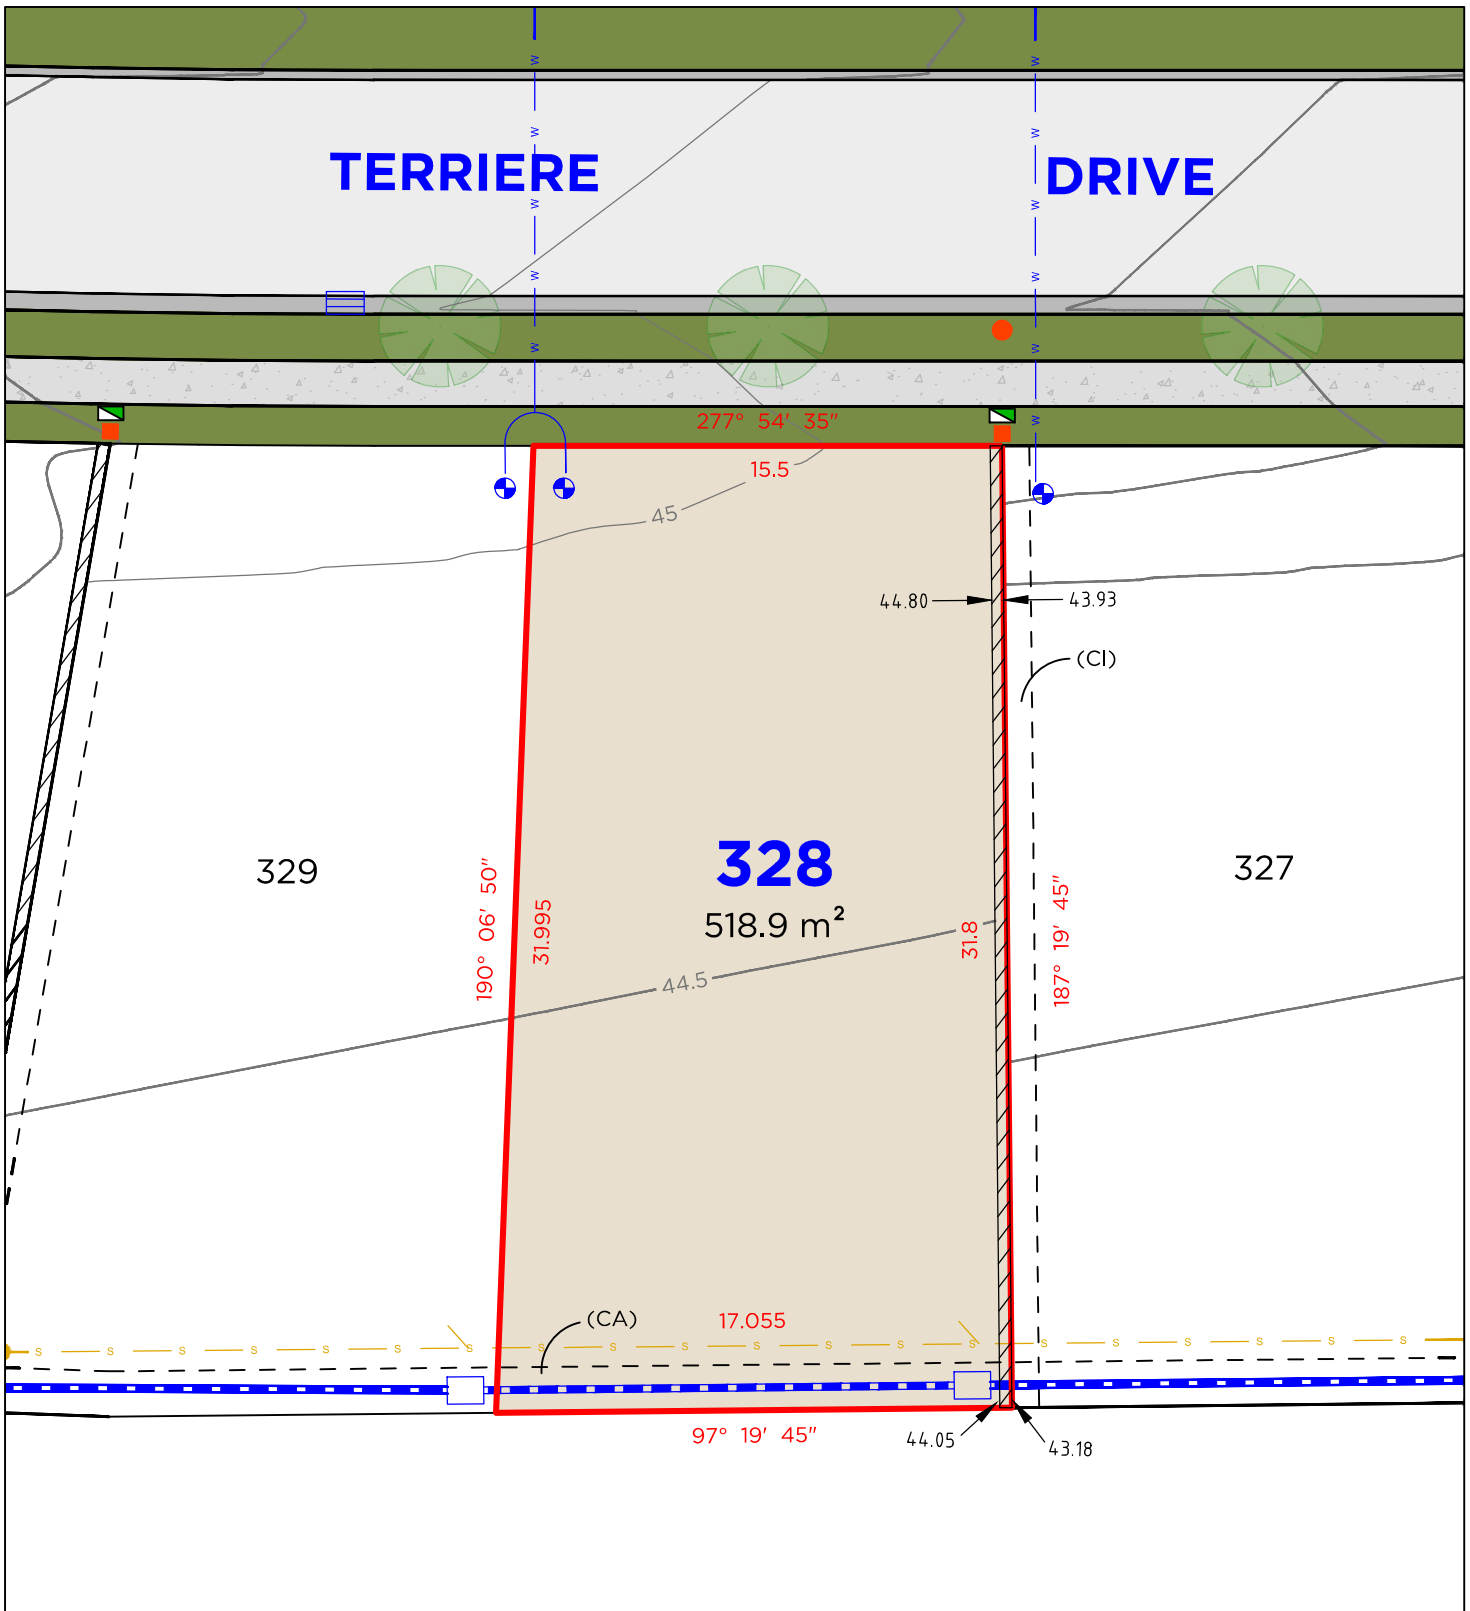 TERRIERE DRIVE
W W
W W
W W
W W
W W
W
277° 54' 35"
15.5
45
44.80 43.93
(CI)
329
328
327
518.9 m²
190° 06' 50"
31.995
31.8
187° 19' 45"
44.5
(CA)
17.055
S S S S S S S S S S S S S S S S S S S S
97° 19' 45"
44.05
43.18